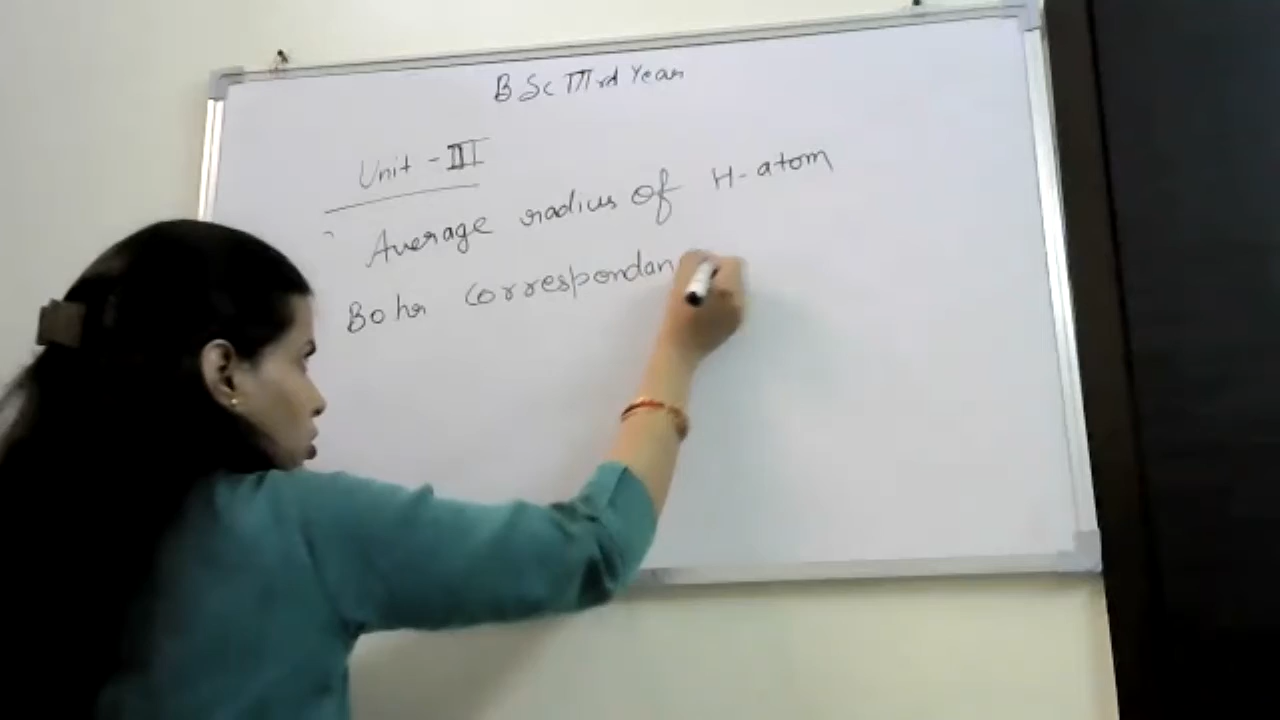 B Sc IIIrd Year
Unit - III
Average radius of H-atom
Bohr correspondan